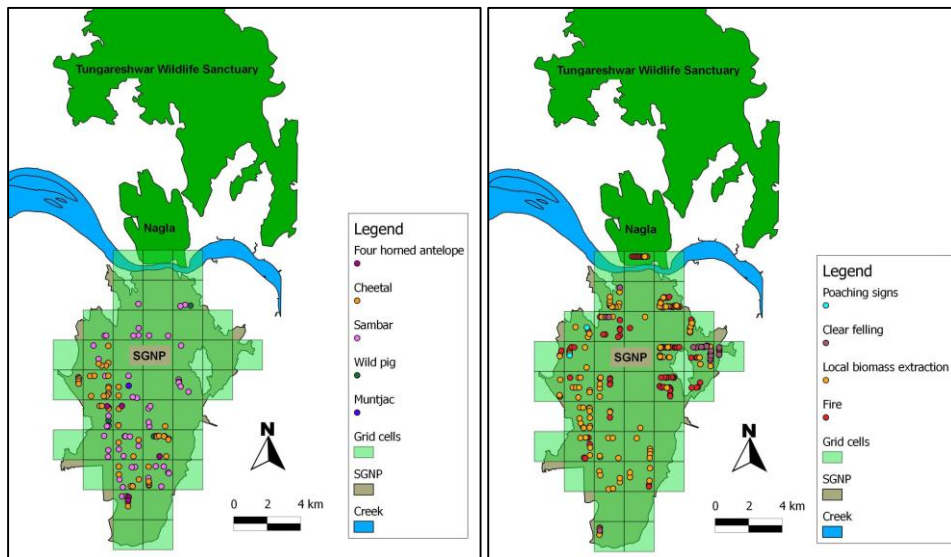 Tungareshwar Wildlife Sanctuary
Nagla
SGNP
Legend
Four horned antelope
Cheetal
Sambar
Wild pig
Muntjac
Grid cells
SGNP
Creek
N
0 2 4 km
Tungareshwar Wildlife Sanctuary
Nagla
SGNP
Legend
Poaching signs
Clear felling
Local biomass extraction
Fire
Grid cells
SGNP
Creek
N
0 2 4 km